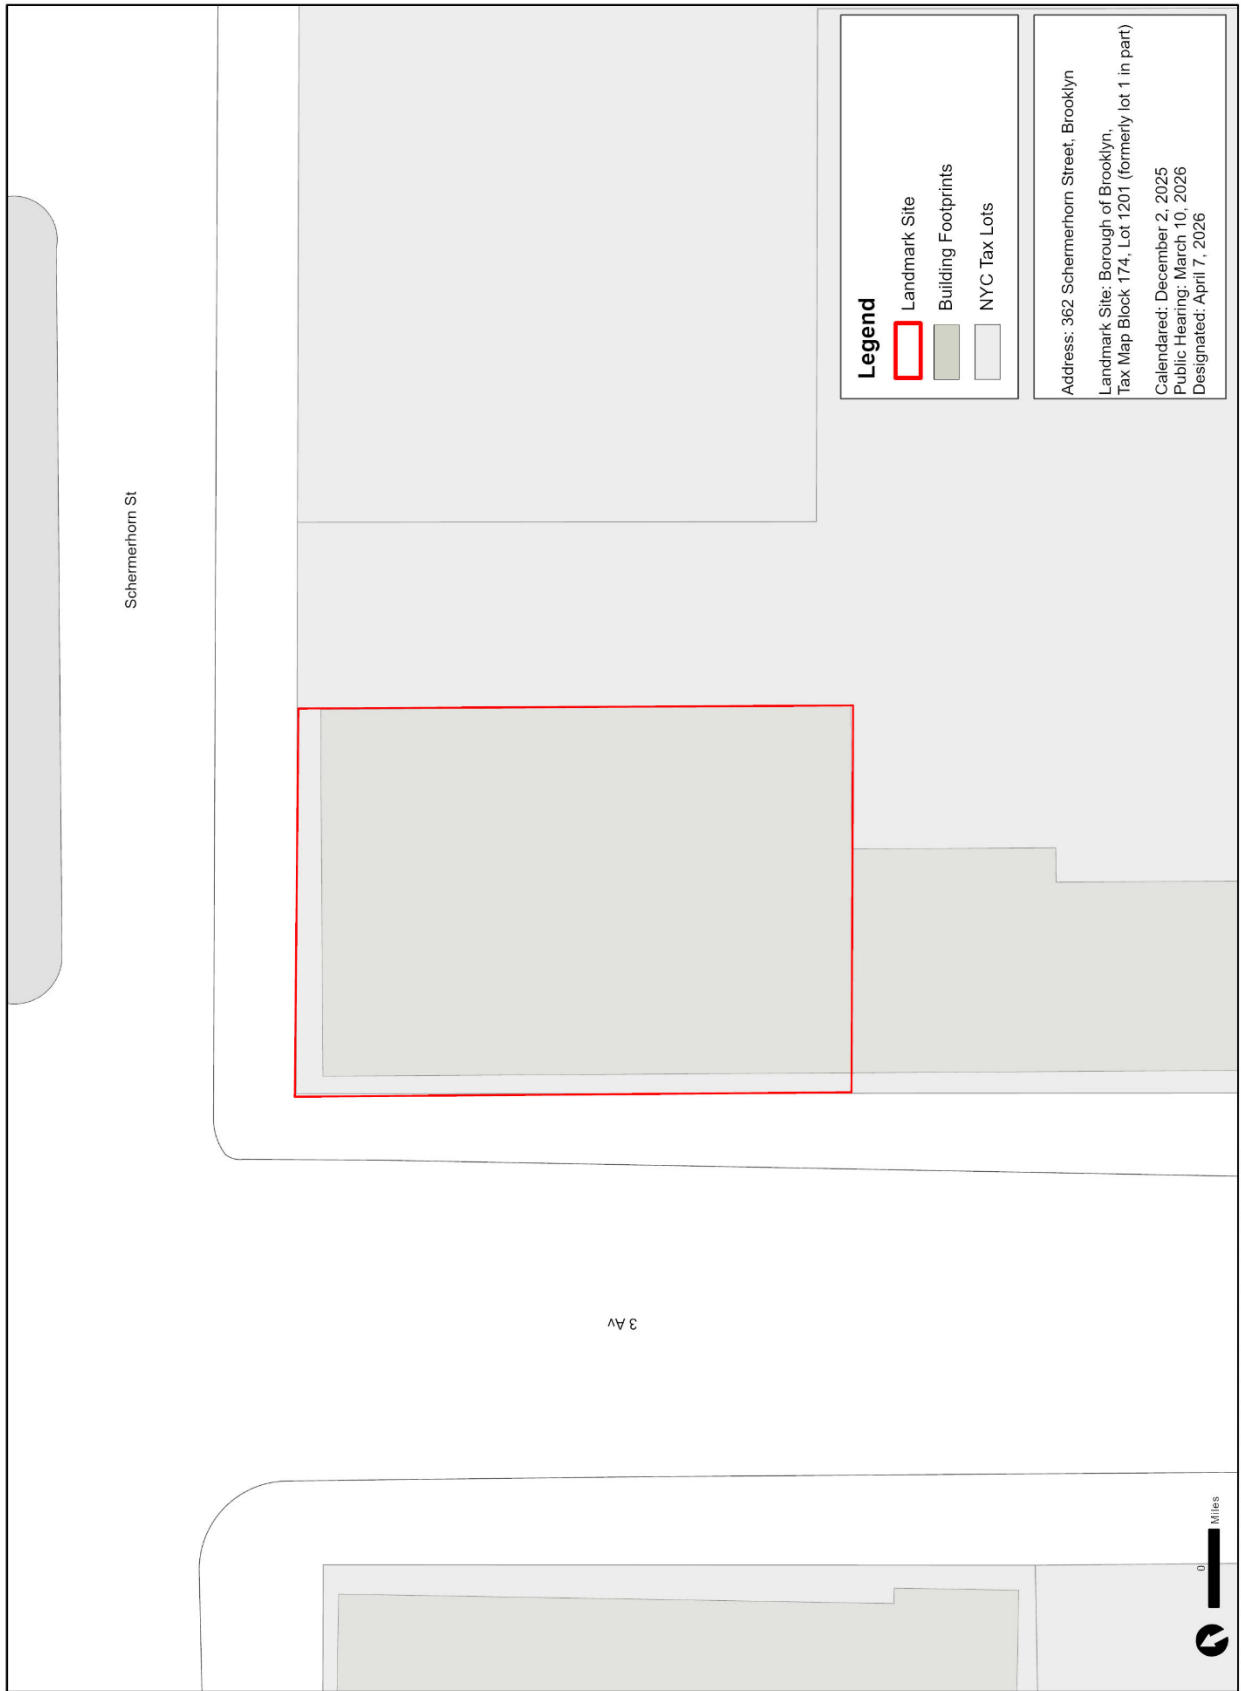 Schermerhorn St
3 Av
Legend
Landmark Site
Building Footprints
NYC Tax Lots
Address: 362 Schermerhorn Street, Brooklyn
Landmark Site: Borough of Brooklyn,
Tax Map Block 174, Lot 1201 (formerly lot 1 in part)
Calendared: December 2, 2025
Public Hearing: March 10, 2026
Designated: April 7, 2026
0
Miles